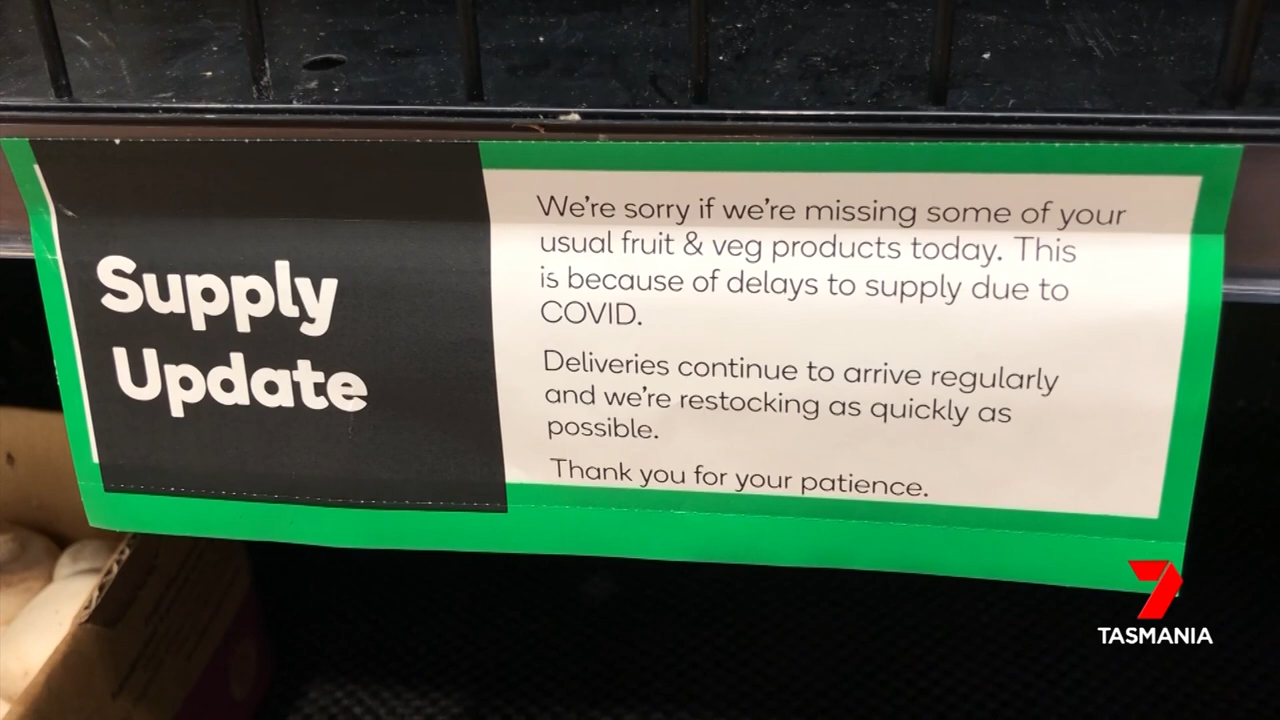 Supply
Update
We're sorry if we're missing some of your
usual fruit & veg products today. This
is because of delays to supply due to
COVID.
Deliveries continue to arrive regularly
and we're restocking as quickly as
possible.
Thank you for your patience.
7
TASMANIA